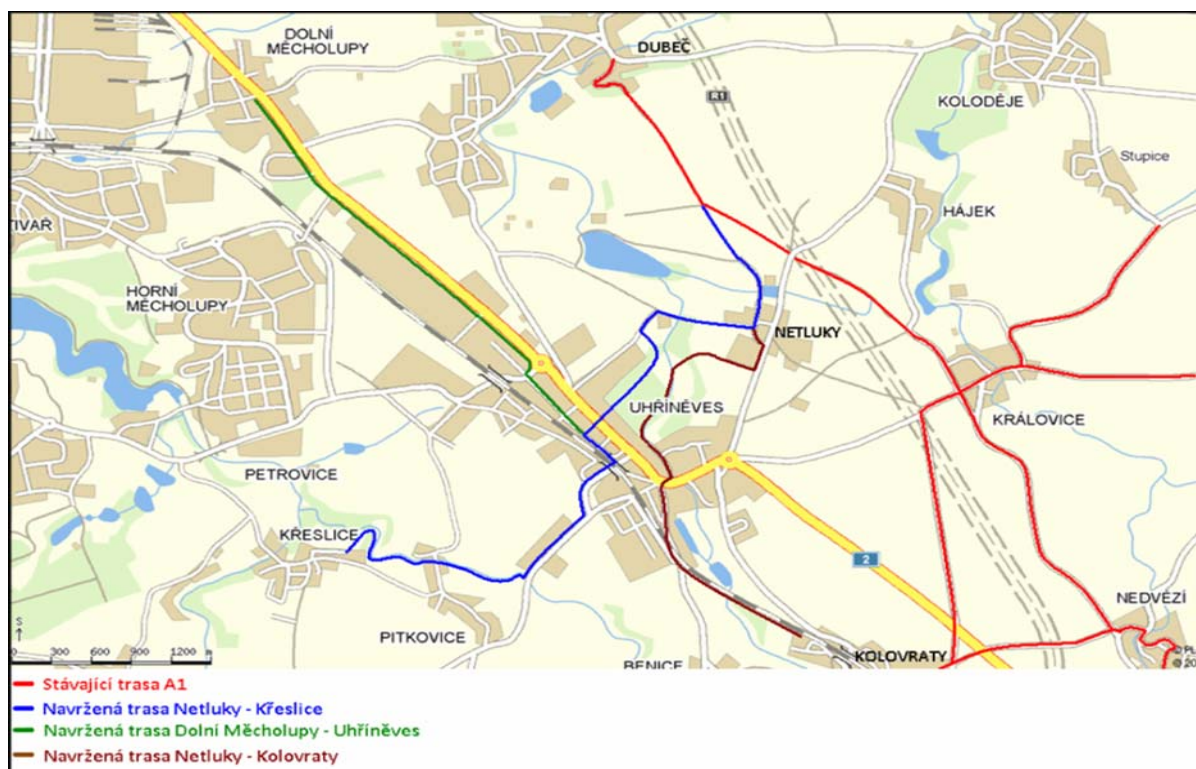 DOLNÍ
MĚCHOLUPY
DUBEČ
R1
KOLODĚJE
Stupice
HÁJEK
HORNÍ
MĚCHOLUPY
NETLUKY
UHŘÍNĚVES
KRÁLOVICE
PETROVICE
KŘESLICE
2
NEDVĚZÍ
PITKOVICE
BENICE
KOLOVRATY
S
0 300 600 900 1200
Stávající trasa A1
Navržená trasa Netluky - Křeslice
Navržená trasa Dolní Měcholupy - Uhříněves
Navržená trasa Netluky - Kolovraty